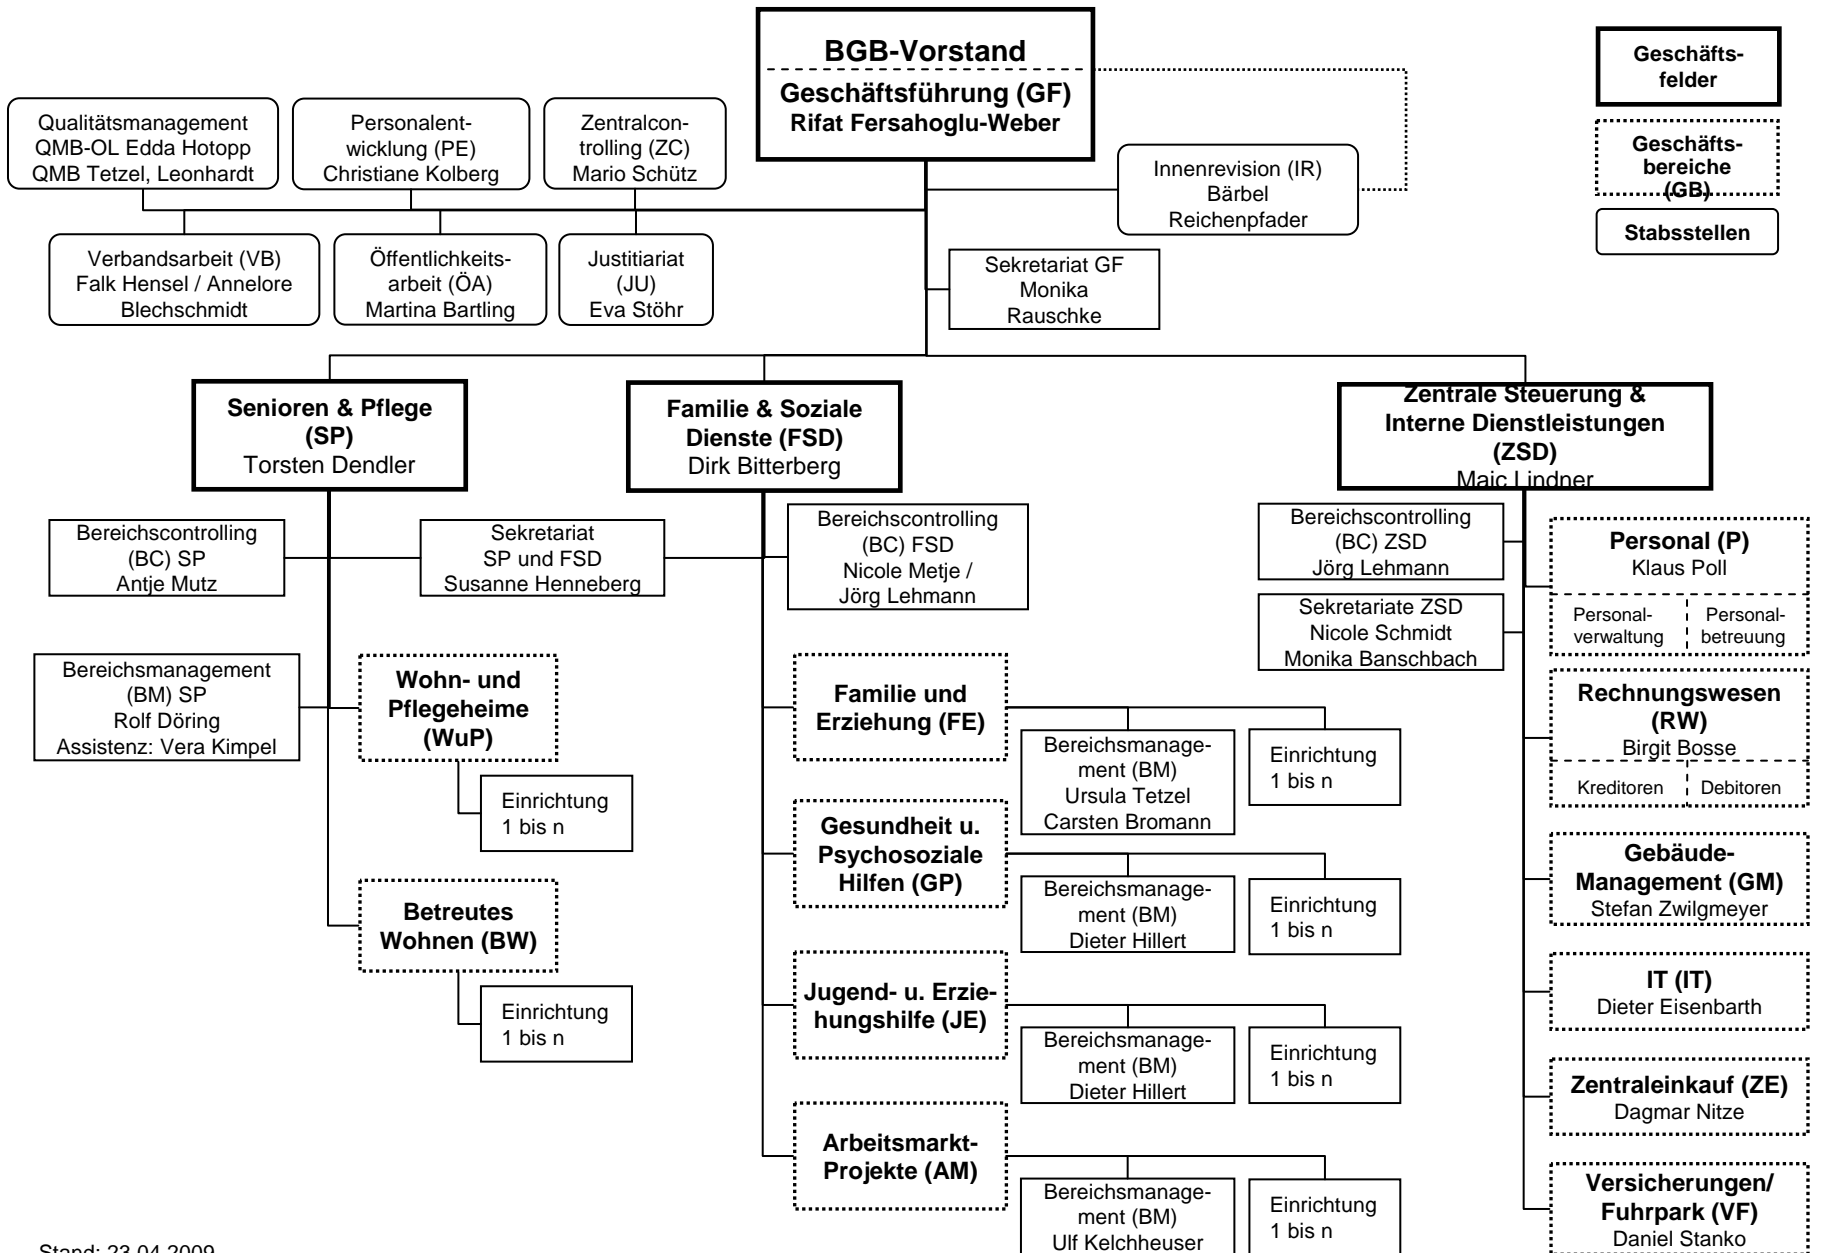 BGB-Vorstand
Geschäftsführung (GF)
Rifat Fersahoglu-Weber
Geschäfts-
felder
Geschäfts-
bereiche
(GB)
Stabsstellen
Qualitätsmanagement
QMB-OL Edda Hotopp
QMB Tetzel, Leonhardt
Personalent-
wicklung (PE)
Christiane Kolberg
Zentralcon-
trolling (ZC)
Mario Schütz
Innenrevision (IR)
Bärbel
Reichenpfader
Verbandsarbeit (VB)
Falk Hensel / Annelore
Blechschmidt
Öffentlichkeits-
arbeit (ÖA)
Martina Bartling
Justitiariat
(JU)
Eva Stöhr
Sekretariat GF
Monika
Rauschke
Senioren & Pflege
(SP)
Torsten Dendler
Familie & Soziale
Dienste (FSD)
Dirk Bitterberg
Zentrale Steuerung &
Interne Dienstleistungen
(ZSD)
Maic Lindner
Bereichscontrolling
(BC) SP
Antje Mutz
Sekretariat
SP und FSD
Susanne Henneberg
Bereichscontrolling
(BC) FSD
Nicole Metje /
Jörg Lehmann
Bereichscontrolling
(BC) ZSD
Jörg Lehmann
Sekretariate ZSD
Nicole Schmidt
Monika Banschbach
Personal (P)
Klaus Poll
Personal-
verwaltung
Personal-
betreuung
Bereichsmanagement
(BM) SP
Rolf Döring
Assistenz: Vera Kimpel
Wohn- und
Pflegeheime
(WuP)
Einrichtung
1 bis n
Betreutes
Wohnen (BW)
Einrichtung
1 bis n
Familie und
Erziehung (FE)
Bereichsmanage-
ment (BM)
Ursula Tetzel
Carsten Bromann
Einrichtung
1 bis n
Gesundheit u.
Psychosoziale
Hilfen (GP)
Bereichsmanage-
ment (BM)
Dieter Hillert
Einrichtung
1 bis n
Jugend- u. Erzie-
hungshilfe (JE)
Bereichsmanage-
ment (BM)
Dieter Hillert
Einrichtung
1 bis n
Arbeitsmarkt-
Projekte (AM)
Bereichsmanage-
ment (BM)
Ulf Kelchheuser
Einrichtung
1 bis n
Rechnungswesen
(RW)
Birgit Bosse
Kreditoren
Debitoren
Gebäude-
Management (GM)
Stefan Zwilgmeyer
IT (IT)
Dieter Eisenbarth
Zentraleinkauf (ZE)
Dagmar Nitze
Versicherungen/
Fuhrpark (VF)
Daniel Stanko
Stand: 23.04.2009